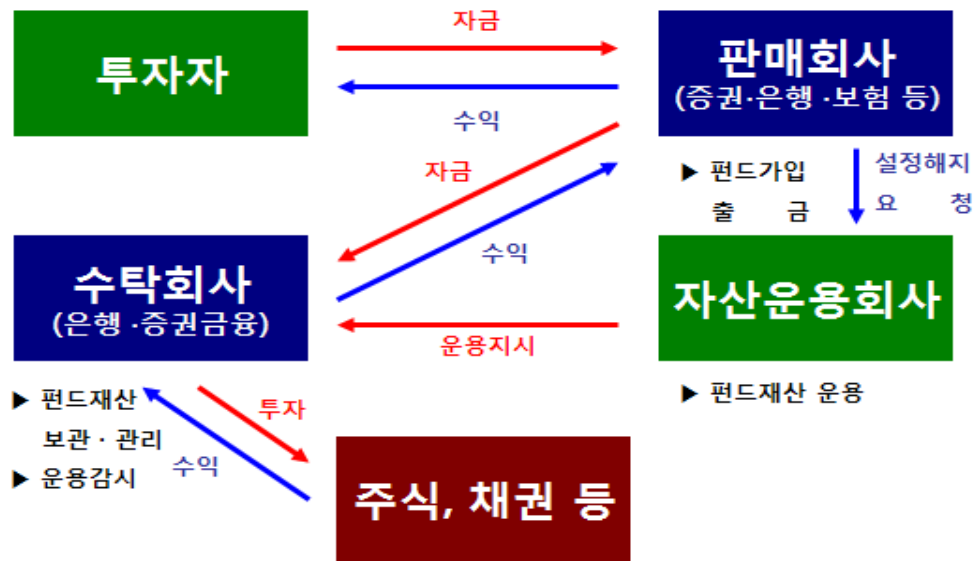 자금
투자자
판매회사
(증권·은행 ·보험 등)
수익
자금
▶ 펀드가입
출 금
설정해지
요 청
수익
수탁회사
(은행 ·증권금융)
자산운용회사
운용지시
▶ 펀드재산
보관 · 관리
▶ 운용감시
투자
수익
▶ 펀드재산 운용
주식, 채권 등